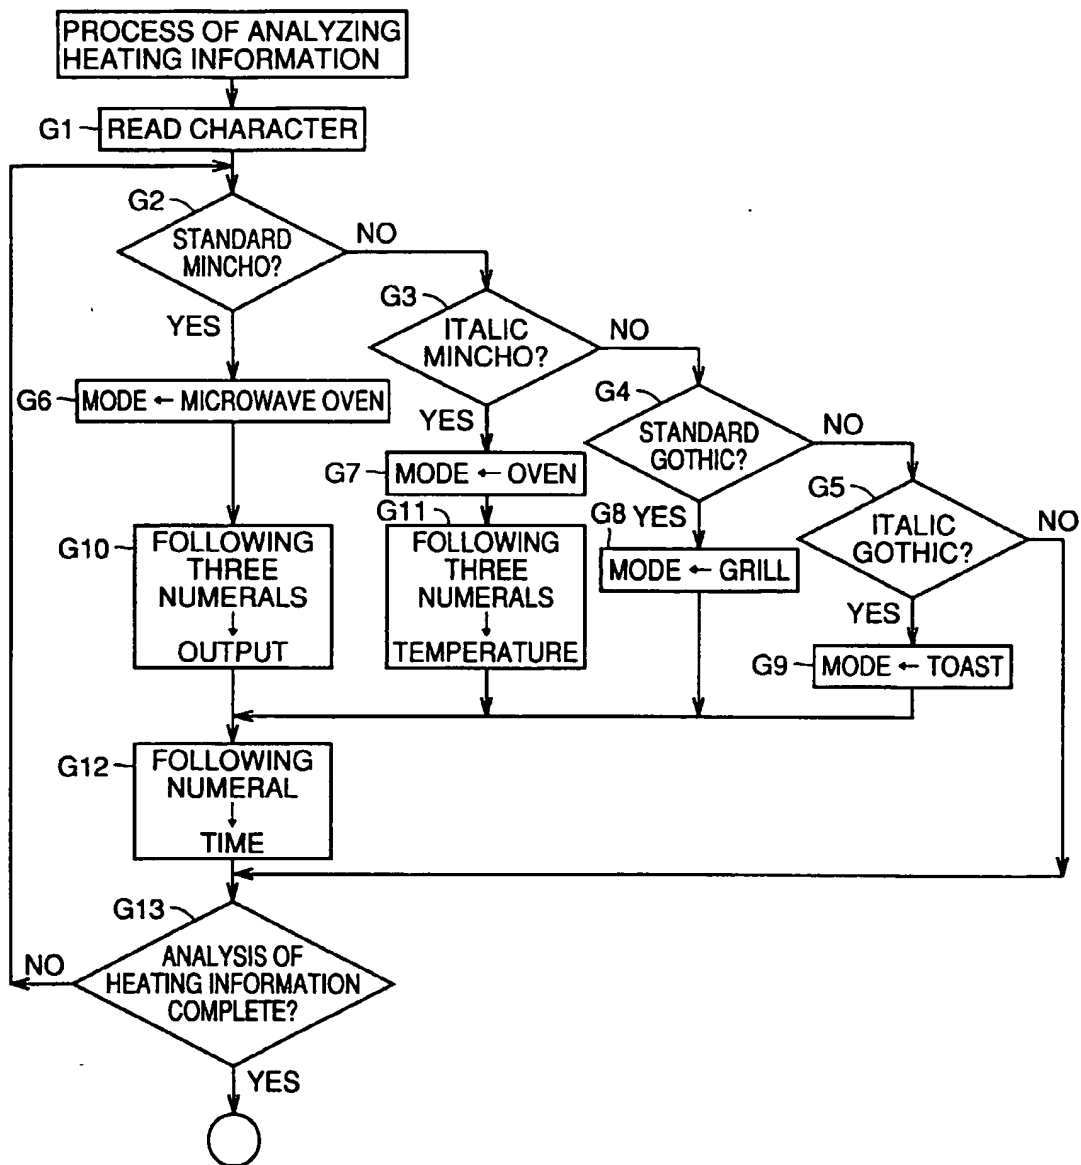 PROCESS OF ANALYZING
HEATING INFORMATION
G1
READ CHARACTER
G2
STANDARD
MINCHO?
NO
YES
G3
ITALIC
MINCHO?
NO
YES
G4
STANDARD
GOTHIC?
NO
YES
G5
ITALIC
GOTHIC?
NO
YES
G6
MODE ← MICROWAVE OVEN
G7
MODE ← OVEN
G8
MODE ← GRILL
G9
MODE ← TOAST
G10
FOLLOWING
THREE
NUMERALS
↓
OUTPUT
G11
FOLLOWING
THREE
NUMERALS
↓
TEMPERATURE
G12
FOLLOWING
NUMERAL
↓
TIME
G13
ANALYSIS OF
HEATING INFORMATION
COMPLETE?
NO
YES